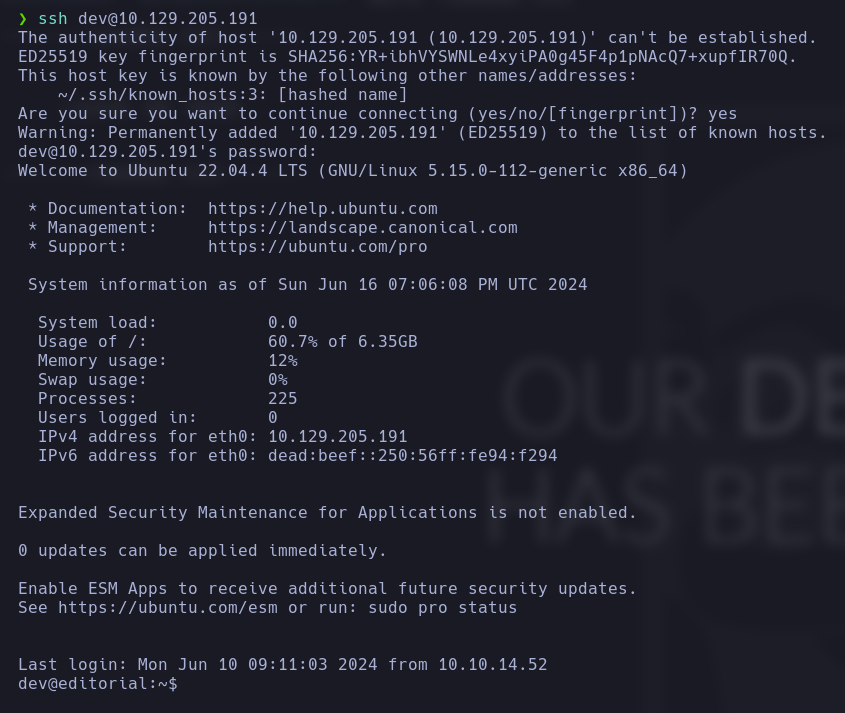 ❯ ssh dev@10.129.205.191
The authenticity of host '10.129.205.191 (10.129.205.191)' can't be established.
ED25519 key fingerprint is SHA256:YR+ibhVYSWNLe4xyiPA0g45F4p1pNAcQ7+xupfIR70Q.
This host key is known by the following other names/addresses:
    ~/.ssh/known_hosts:3: [hashed name]
Are you sure you want to continue connecting (yes/no/[fingerprint])? yes
Warning: Permanently added '10.129.205.191' (ED25519) to the list of known hosts.
dev@10.129.205.191's password:
Welcome to Ubuntu 22.04.4 LTS (GNU/Linux 5.15.0-112-generic x86_64)

 * Documentation:  https://help.ubuntu.com
 * Management:     https://landscape.canonical.com
 * Support:        https://ubuntu.com/pro

 System information as of Sun Jun 16 07:06:08 PM UTC 2024

  System load:           0.0
  Usage of /:            60.7% of 6.35GB
  Memory usage:          12%
  Swap usage:            0%
  Processes:             225
  Users logged in:       0
  IPv4 address for eth0: 10.129.205.191
  IPv6 address for eth0: dead:beef::250:56ff:fe94:f294

Expanded Security Maintenance for Applications is not enabled.

0 updates can be applied immediately.

Enable ESM Apps to receive additional future security updates.
See https://ubuntu.com/esm or run: sudo pro status

Last login: Mon Jun 10 09:11:03 2024 from 10.10.14.52
dev@editorial:~$
OUR DE
HAS BEE